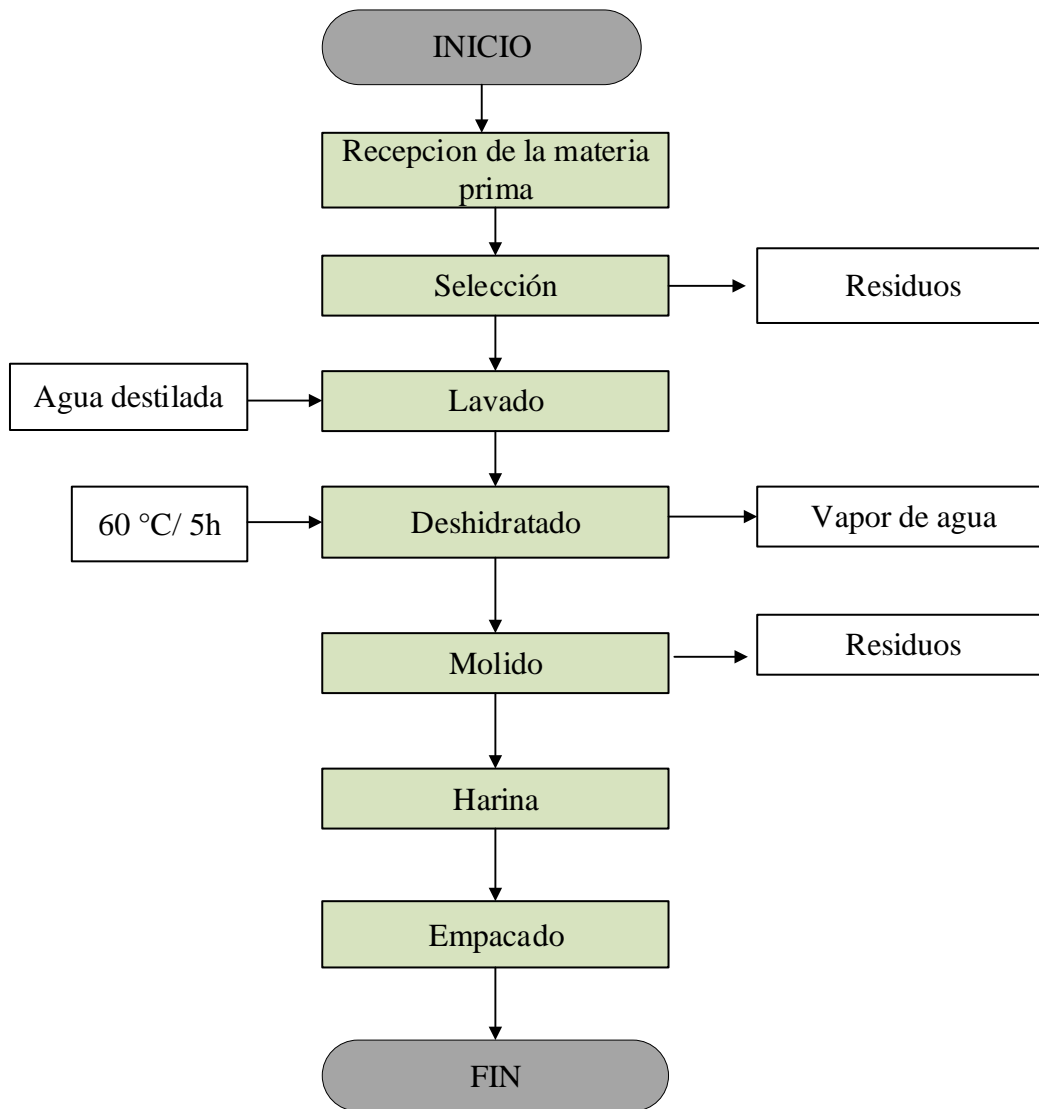 INICIO
Recepcion de la materia
prima
Selección
Residuos
Agua destilada
Lavado
60 °C/ 5h
Deshidratado
Vapor de agua
Molido
Residuos
Harina
Empacado
FIN